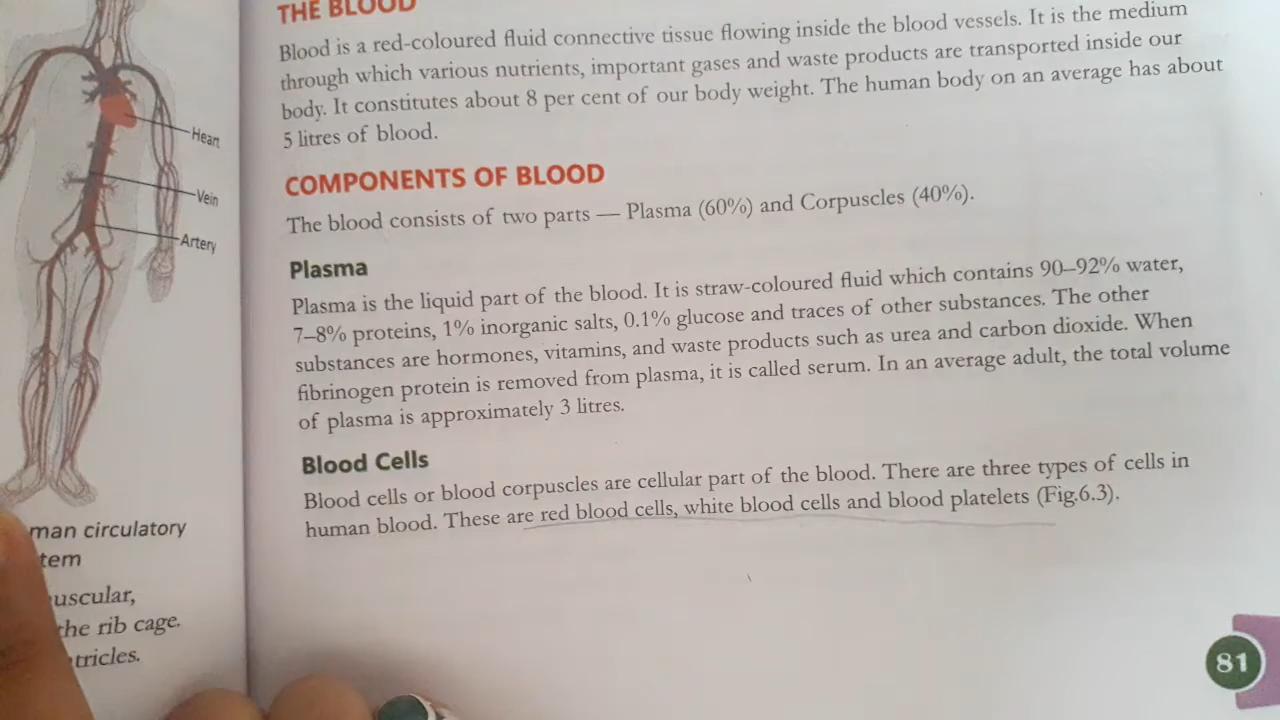 THE BLOOD
Blood is a red-coloured fluid connective tissue flowing inside the blood vessels. It is the medium
through which various nutrients, important gases and waste products are transported inside our
body. It constitutes about 8 per cent of our body weight. The human body on an average has about
5 litres of blood.
COMPONENTS OF BLOOD
The blood consists of two parts — Plasma (60%) and Corpuscles (40%).
Plasma
Plasma is the liquid part of the blood. It is straw-coloured fluid which contains 90–92% water,
7–8% proteins, 1% inorganic salts, 0.1% glucose and traces of other substances. The other
substances are hormones, vitamins, and waste products such as urea and carbon dioxide. When
fibrinogen protein is removed from plasma, it is called serum. In an average adult, the total volume
of plasma is approximately 3 litres.
Blood Cells
Blood cells or blood corpuscles are cellular part of the blood. There are three types of cells in
human blood. These are red blood cells, white blood cells and blood platelets (Fig.6.3).
Heart
Vein
Artery
man circulatory
tem
uscular,
the rib cage.
tricles.
81